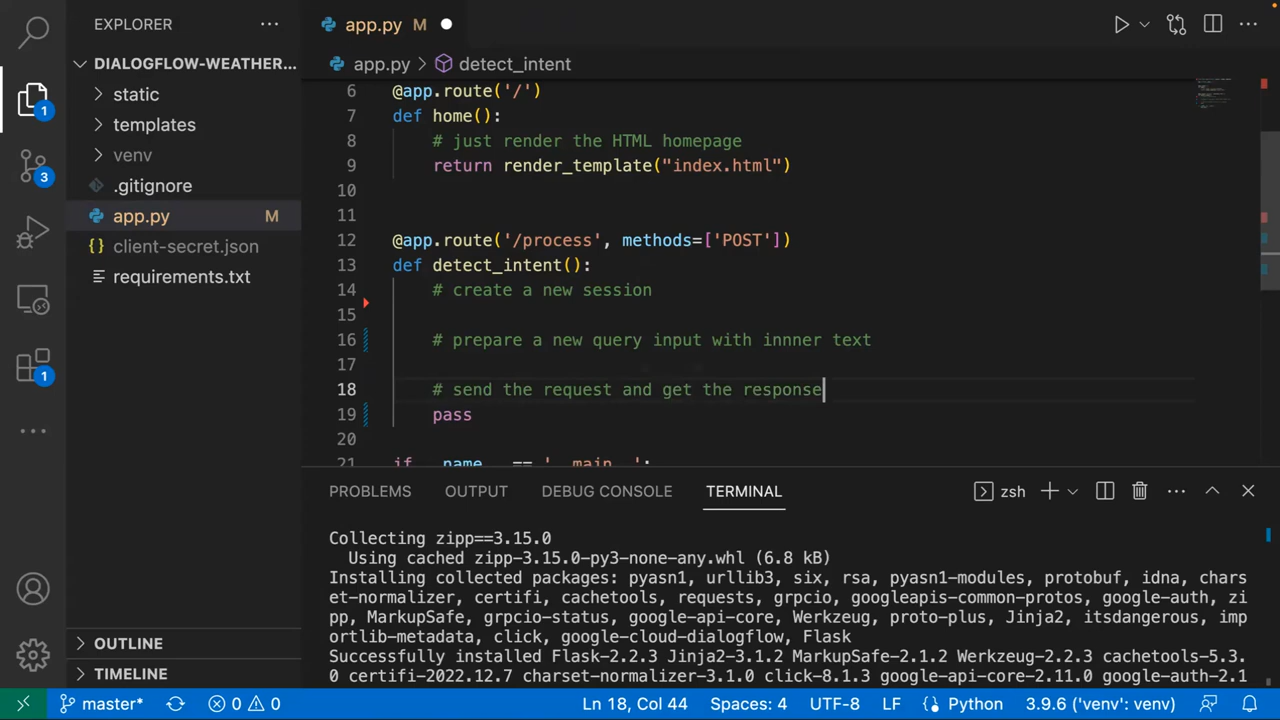 EXPLORER
app.py M
DIALOGFLOW-WEATHER...
app.py > detect_intent
static
templates
venv
.gitignore
app.py M
client-secret.json
requirements.txt
1
3
1
6 @app.route('/')
7 def home():
8 # just render the HTML homepage
9 return render_template("index.html")
10
11
12 @app.route('/process', methods=['POST'])
13 def detect_intent():
14 # create a new session
15
16 # prepare a new query input with innner text
17
18 # send the request and get the response
19 pass
20
21 if __name__ == '__main__':
PROBLEMS OUTPUT DEBUG CONSOLE TERMINAL zsh
Collecting zipp==3.15.0
Using cached zipp-3.15.0-py3-none-any.whl (6.8 kB)
Installing collected packages: pyasn1, urllib3, six, rsa, pyasn1-modules, protobuf, idna, chars
et-normalizer, certifi, cachetools, requests, grpcio, googleapis-common-protos, google-auth, zi
pp, MarkupSafe, grpcio-status, google-api-core, Werkzeug, proto-plus, Jinja2, itsdangerous, imp
ortlib-metadata, click, google-cloud-dialogflow, Flask
Successfully installed Flask-2.2.3 Jinja2-3.1.2 MarkupSafe-2.1.2 Werkzeug-2.2.3 cachetools-5.3.
0 certifi-2022.12.7 charset-normalizer-3.1.0 click-8.1.3 google-api-core-2.11.0 google-auth-2.1
OUTLINE
TIMELINE
master* 0 0 Ln 18, Col 44 Spaces: 4 UTF-8 LF Python 3.9.6 ('venv': venv)